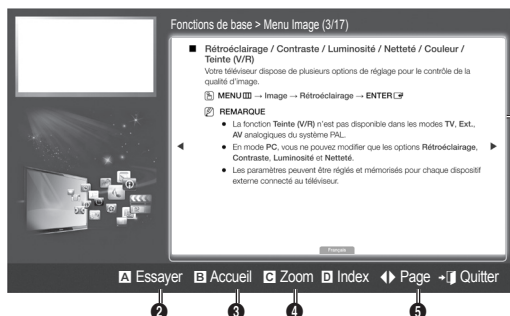 Fonctions de base > Menu Image (3/17)
■ Rétroéclairage / Contraste / Luminosité / Netteté / Couleur /
Teinte (V/R)
Votre téléviseur dispose de plusieurs options de réglage pour le contrôle de la
qualité d'image.
MENU → Image → Rétroéclairage → ENTER
REMARQUE
● La fonction Teinte (V/R) n'est pas disponible dans les modes TV, Ext.,
AV analogiques du système PAL.
● En mode PC, vous ne pouvez modifier que les options Rétroéclairage,
Contraste, Luminosité et Netteté.
● Les paramètres peuvent être réglés et mémorisés pour chaque dispositif
externe connecté au téléviseur.
Français
A Essayer B Accueil C Zoom D Index ◀▶ Page Quitter
2 3 4 5